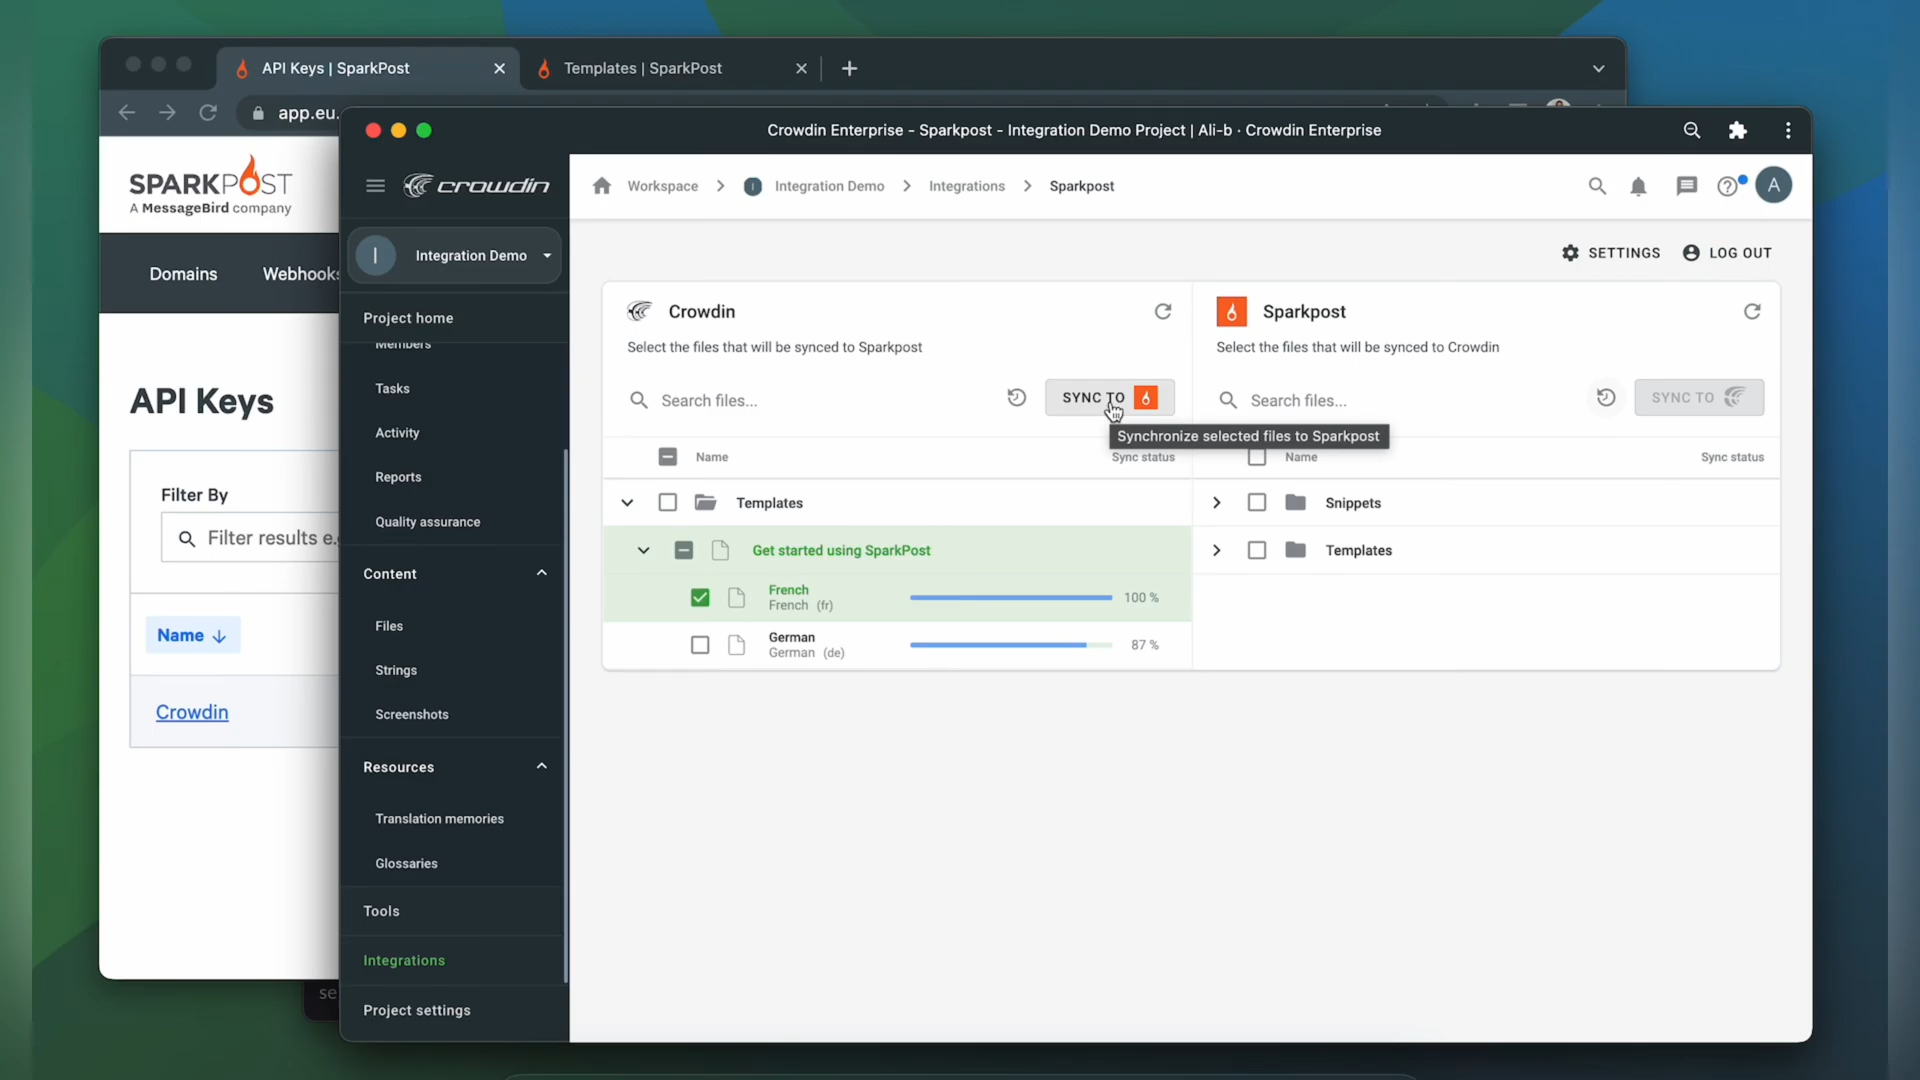 API Keys | SparkPost
Templates | SparkPost
app.eu.
SPARKPOST
A MessageBird company
Domains
Webhooks
API Keys
Filter By
Filter results e.g
Name
Crowdin
se
Crowdin Enterprise - Sparkpost - Integration Demo Project | Ali-b · Crowdin Enterprise
crowdin
I
Integration Demo
Project home
Members
Tasks
Activity
Reports
Quality assurance
Content
Files
Strings
Screenshots
Resources
Translation memories
Glossaries
Tools
Integrations
Project settings
Workspace
I
Integration Demo
Integrations
Sparkpost
A
SETTINGS
LOG OUT
Crowdin
Select the files that will be synced to Sparkpost
Search files...
SYNC TO
Synchronize selected files to Sparkpost
Name
Sync status
Templates
Get started using SparkPost
French
French (fr)
100 %
German
German (de)
87 %
Sparkpost
Select the files that will be synced to Crowdin
Search files...
SYNC TO
Name
Sync status
Snippets
Templates